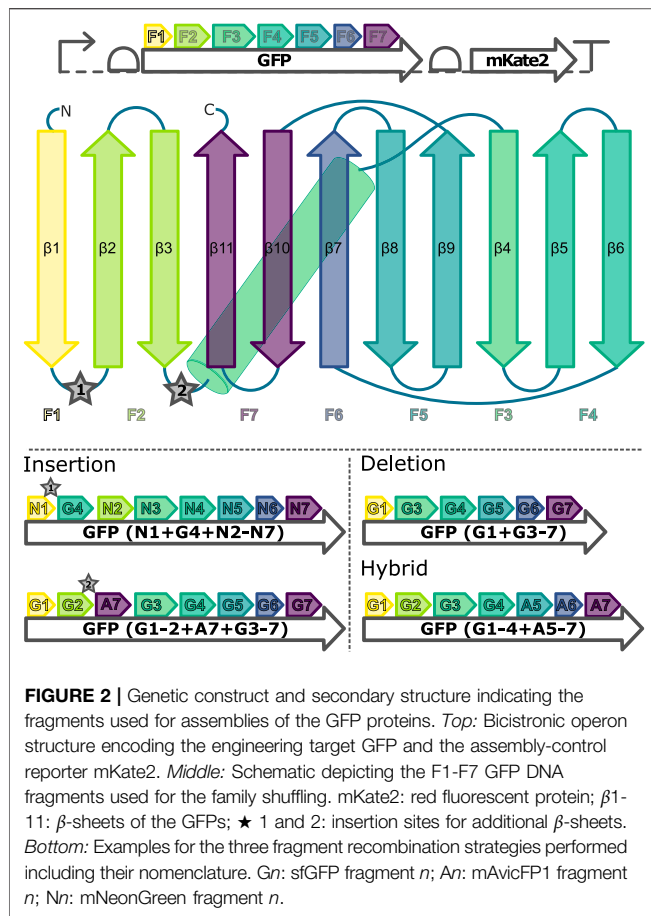 F1 F2 F3 F4 F5 F6 F7
GFP mKate2
N C
β1 β2 β3 β11 β10 β7 β8 β9 β4 β5 β6
1 2
F1 F2 F7 F6 F5 F3 F4
Insertion
1
N1 G4 N2 N3 N4 N5 N6 N7
GFP (N1+G4+N2-N7)
2
G1 G2 A7 G3 G4 G5 G6 G7
GFP (G1-2+A7+G3-7)
Deletion
G1 G3 G4 G5 G6 G7
GFP (G1+G3-7)
Hybrid
G1 G2 G3 G4 A5 A6 A7
GFP (G1-4+A5-7)
FIGURE 2 | Genetic construct and secondary structure indicating the
fragments used for assemblies of the GFP proteins. Top: Bicistronic operon
structure encoding the engineering target GFP and the assembly-control
reporter mKate2. Middle: Schematic depicting the F1-F7 GFP DNA
fragments used for the family shuffling. mKate2: red fluorescent protein; β1-
11: β-sheets of the GFPs; ★ 1 and 2: insertion sites for additional β-sheets.
Bottom: Examples for the three fragment recombination strategies performed
including their nomenclature. Gn: sfGFP fragment n; An: mAvicFP1 fragment
n; Nn: mNeonGreen fragment n.